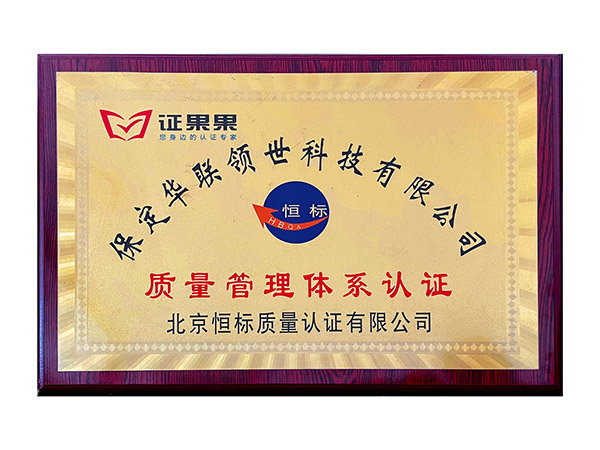 证果果
您身边的认证专家
保定华联领世科技有限公司
恒标
HBQA
质量管理体系认证
北京恒标质量认证有限公司